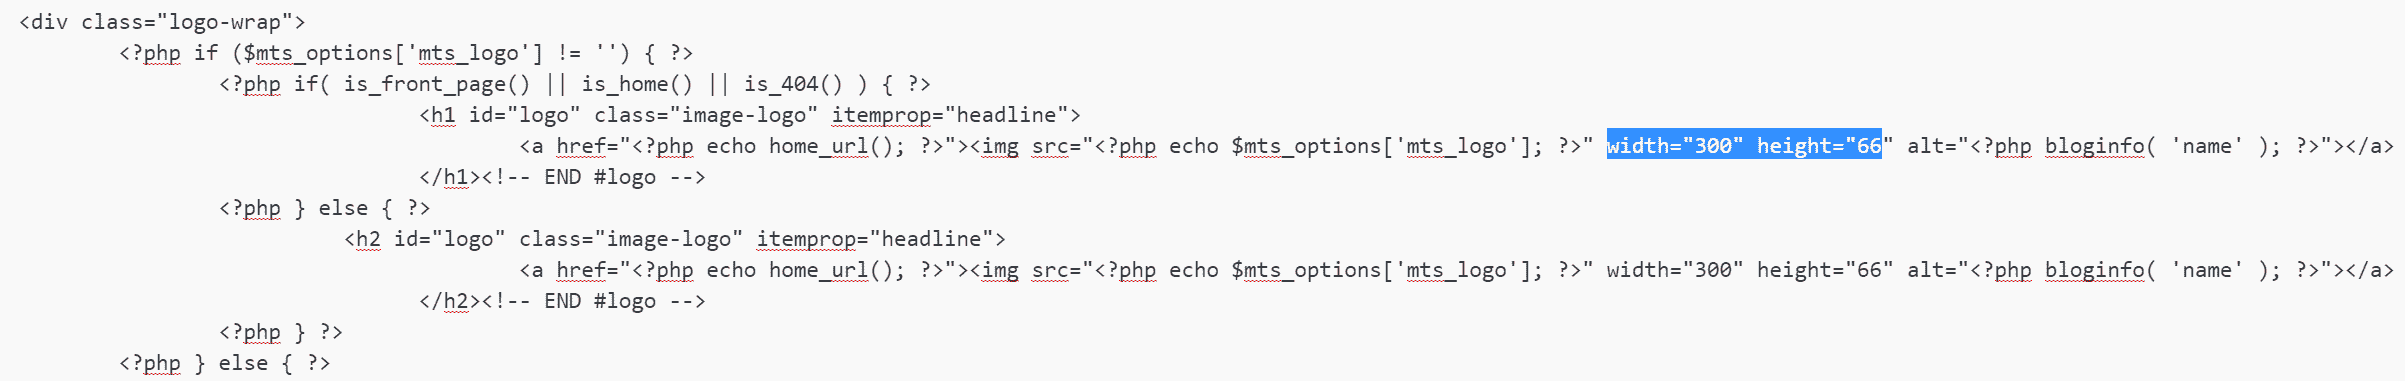 <div class="logo-wrap">
<?php if ($mts_options['mts_logo'] != '') { ?>
<?php if( is_front_page() || is_home() || is_404() ) { ?>
<h1 id="logo" class="image-logo" itemprop="headline">
<a href="<?php echo home_url(); ?>"><img src="<?php echo $mts_options['mts_logo']; ?>" width="300" height="66" alt="<?php bloginfo( 'name' ); ?>"></a>
</h1><!-- END #logo -->
<?php } else { ?>
<h2 id="logo" class="image-logo" itemprop="headline">
<a href="<?php echo home_url(); ?>"><img src="<?php echo $mts_options['mts_logo']; ?>" width="300" height="66" alt="<?php bloginfo( 'name' ); ?>"></a>
</h2><!-- END #logo -->
<?php } ?>
<?php } else { ?>